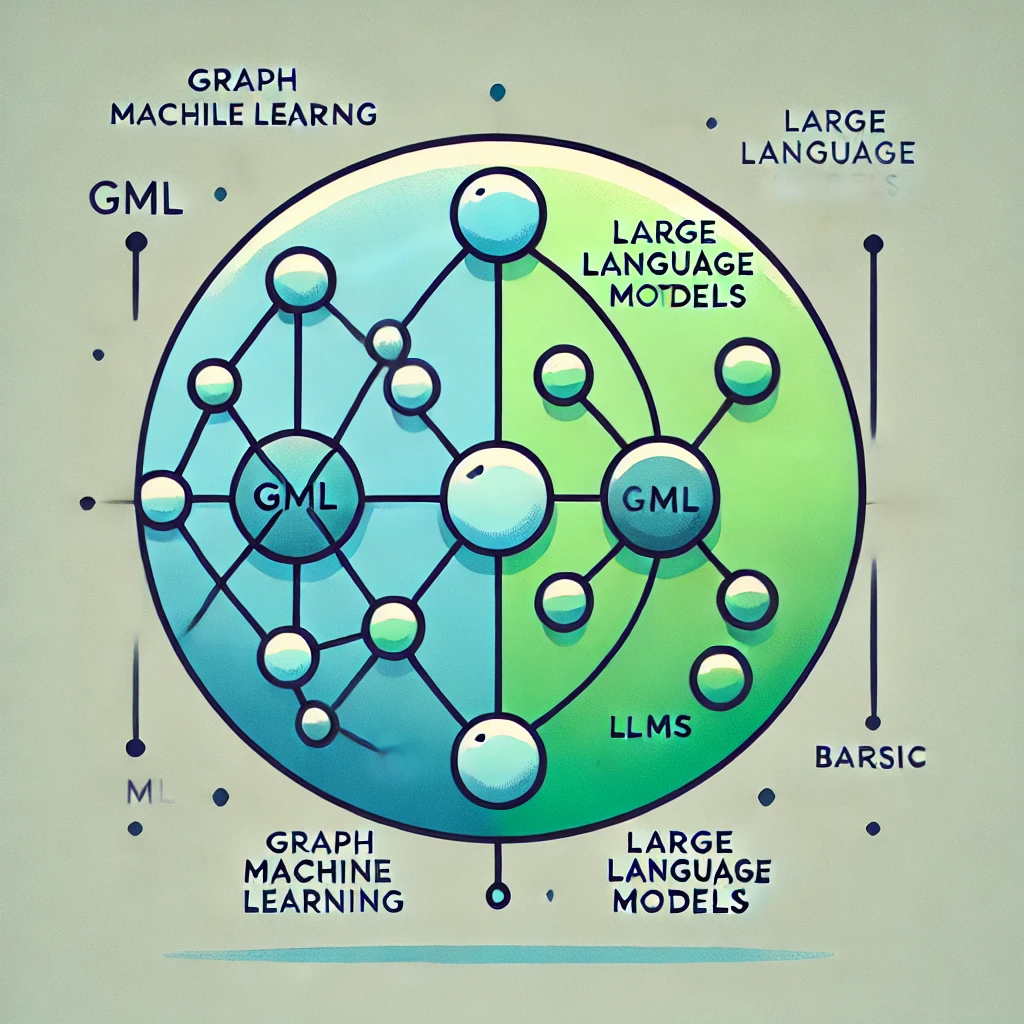 GRAPH
MACHILE LEARNG
LARGE
LANGUAGE
GML
LARGE
LANGUAGE
MOTDELS
GML
GML
LLMS
BARSIC
ML
GRAPH
MACHINE
LEARNING
LARGE
LANGUAGE
MODELS